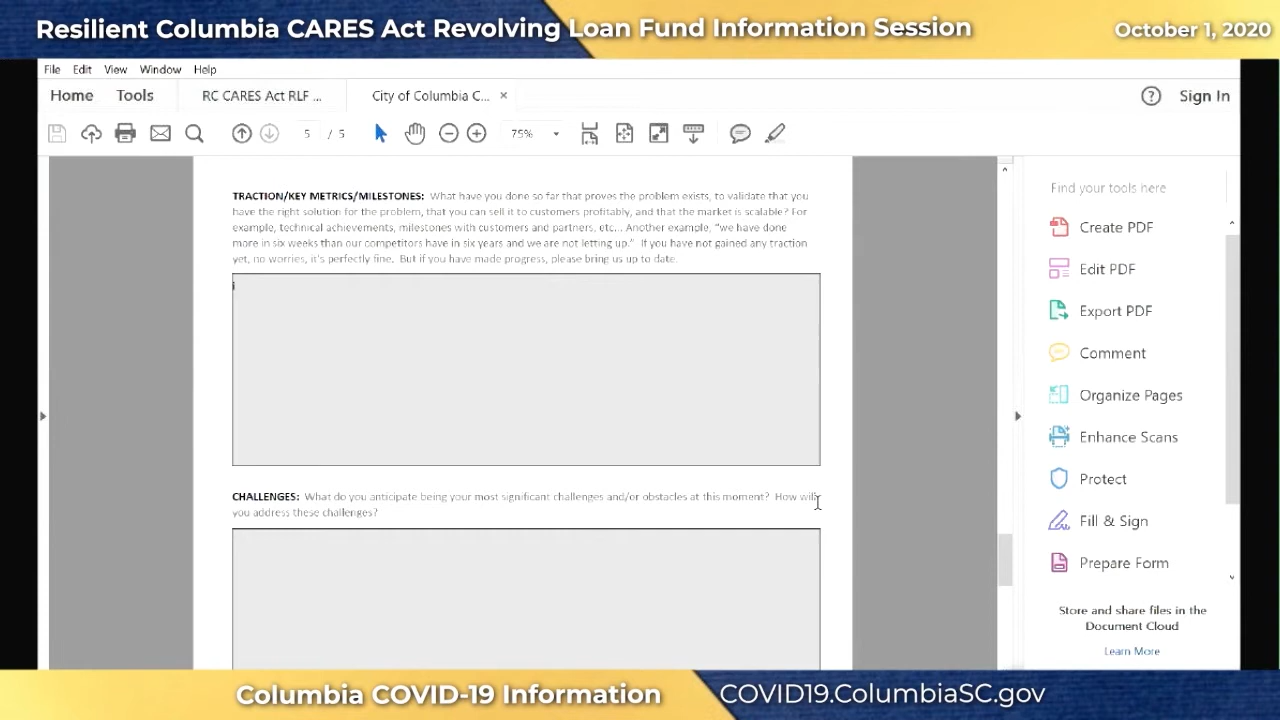 Resilient Columbia CARES Act Revolving Loan Fund Information Session
October 1, 2020
File Edit View Window Help
Home Tools RC CARES Act RLF ... City of Columbia C... × Sign In
5 / 5 75%
Find your tools here
Create PDF
Edit PDF
Export PDF
Comment
Organize Pages
Enhance Scans
Protect
Fill & Sign
Prepare Form
Store and share files in the
Document Cloud
Learn More
TRACTION/KEY METRICS/MILESTONES: What have you done so far that proves the problem exists, to validate that you
have the right solution for the problem, that you can sell it to customers profitably, and that the market is scalable? For
example, technical achievements, milestones with customers and partners, etc... Another example, "we have done
more in six weeks than our competitors have in six years and we are not letting up." If you have not gained any traction
yet, no worries, it's perfectly fine. But if you have made progress, please bring us up to date.
i
CHALLENGES: What do you anticipate being your most significant challenges and/or obstacles at this moment? How will
you address these challenges?
Columbia COVID-19 Information
COVID19.ColumbiaSC.gov